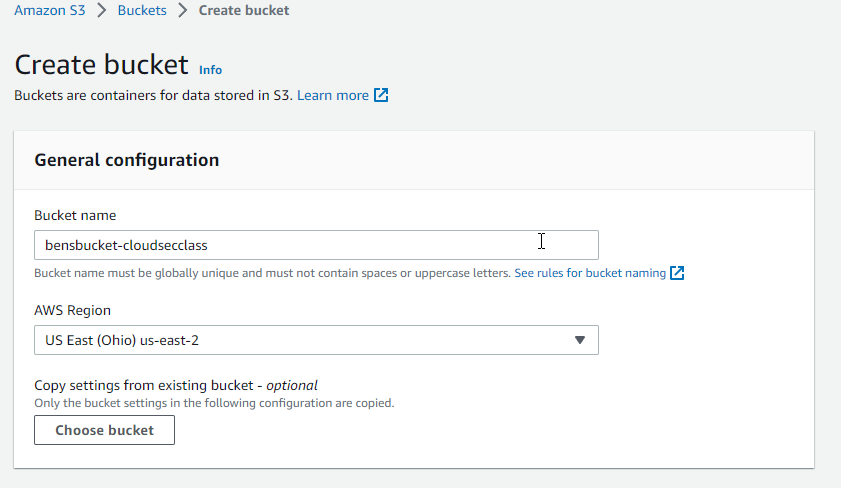 Amazon S3 > Buckets > Create bucket
Create bucket Info
Buckets are containers for data stored in S3. Learn more
General configuration
Bucket name
bensbucket-cloudsecclass
Bucket name must be globally unique and must not contain spaces or uppercase letters. See rules for bucket naming
AWS Region
US East (Ohio) us-east-2
Copy settings from existing bucket - optional
Only the bucket settings in the following configuration are copied.
Choose bucket